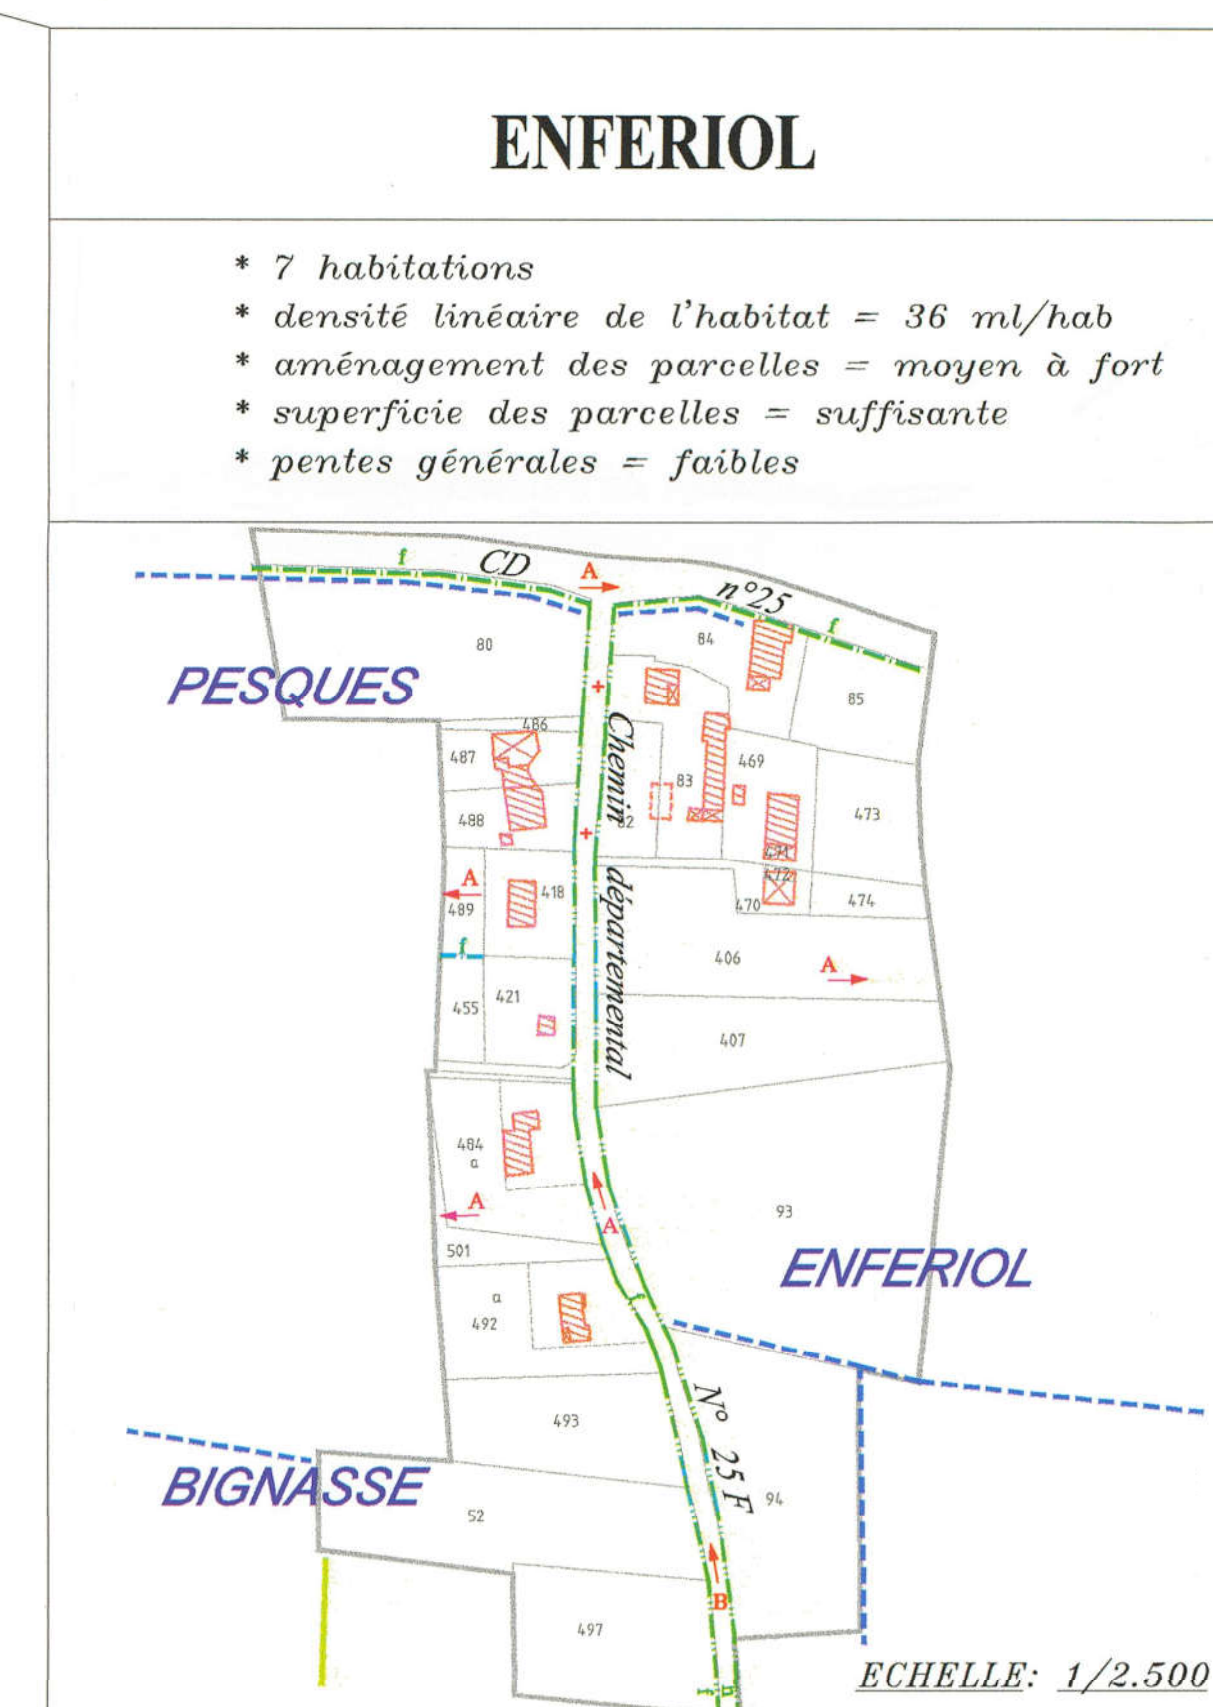 ENFERIOL
* 7 habitations
* densité linéaire de l'habitat = 36 ml/hab
* aménagement des parcelles = moyen à fort
* superficie des parcelles = suffisante
* pentes générales = faibles
f
CD
A
n°25
f
80
84
PESQUES
85
486
487
Chemin
469
83
488
82
473
491
472
A
418
470
474
489
départemental
f
406
A
421
455
407
484
a
A
A
93
501
ENFERIOL
a
f
492
N° 25 F
493
BIGNASSE
94
52
B
497
ECHELLE: 1/2.500
f